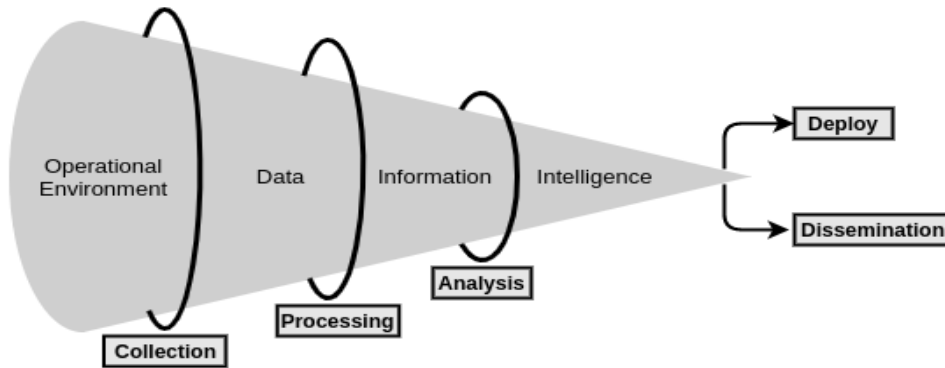 Operational
Environment
Data
Information
Intelligence
Deploy
Dissemination
Analysis
Processing
Collection